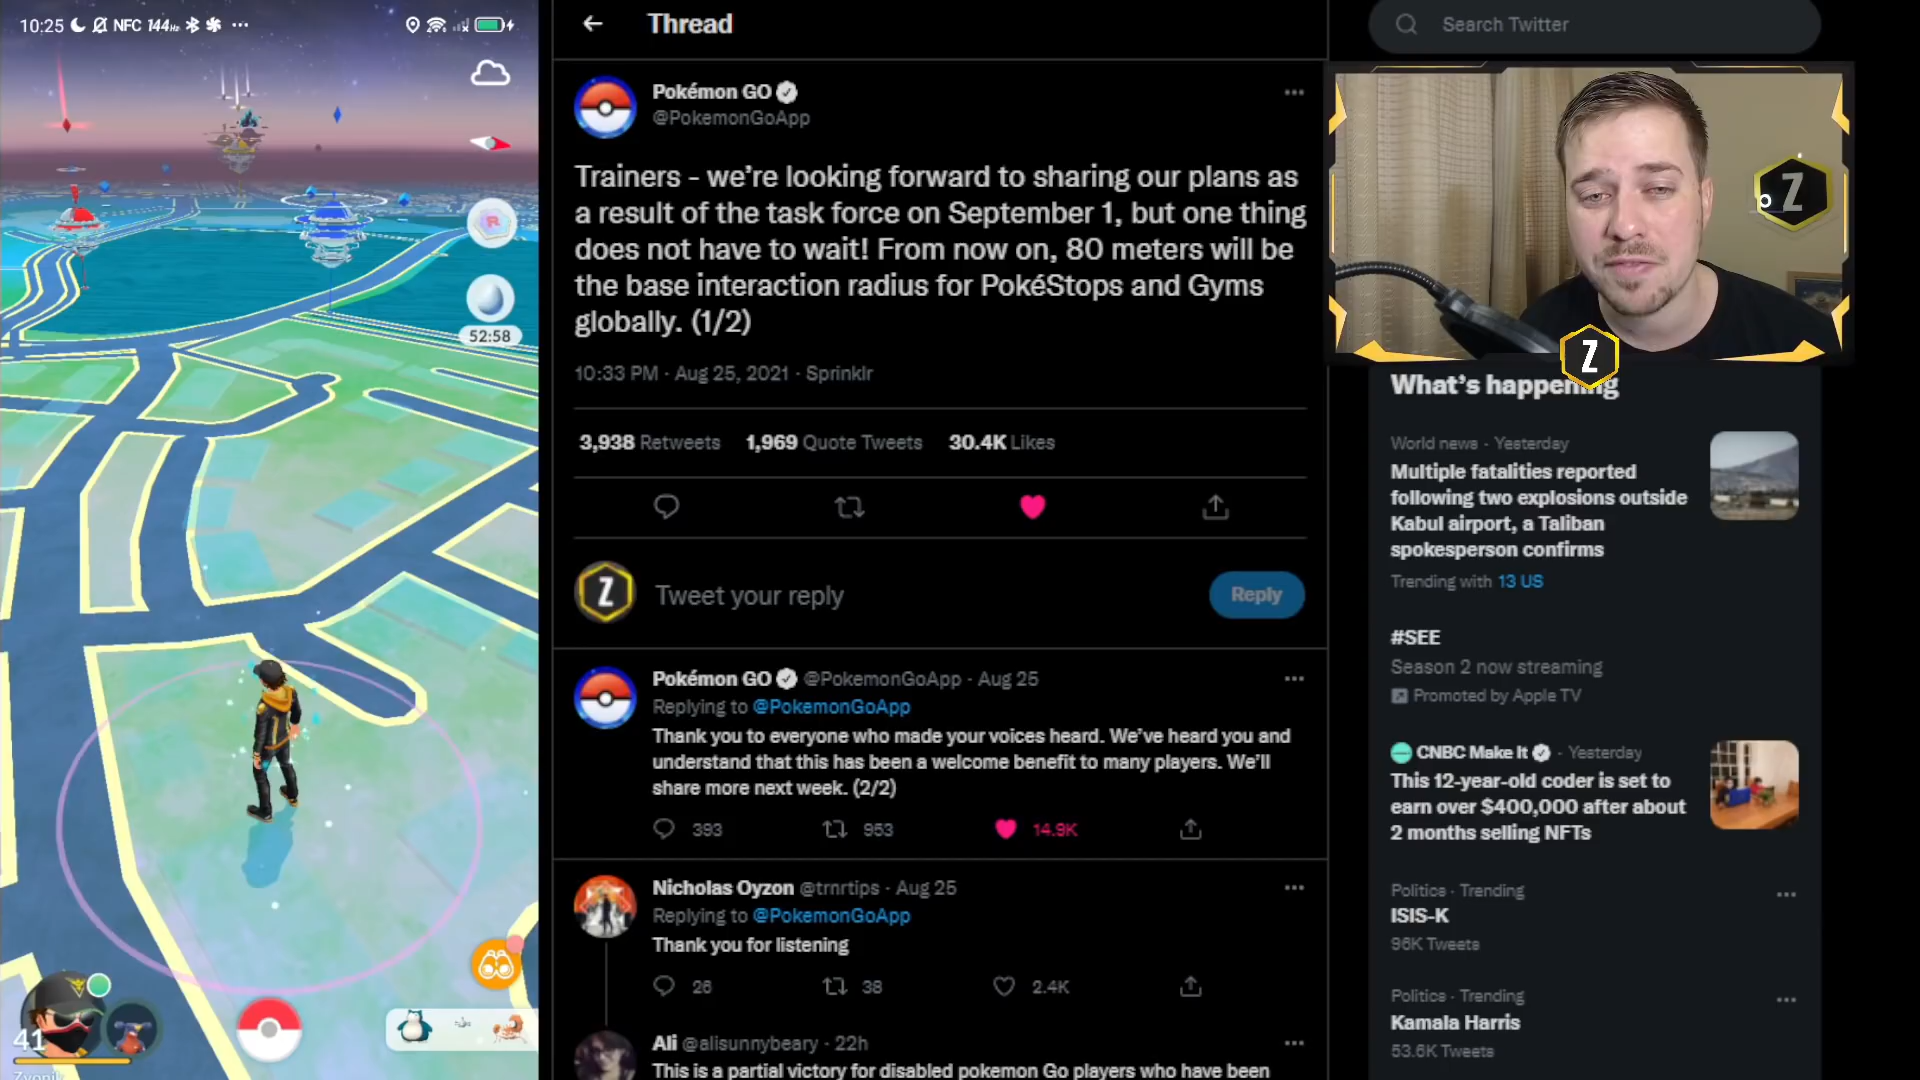 10:25 NFC 144Hz
52:58
R
41
Zyonik
Thread
Pokémon GO
@PokemonGoApp
Trainers - we’re looking forward to sharing our plans as
a result of the task force on September 1, but one thing
does not have to wait! From now on, 80 meters will be
the base interaction radius for PokéStops and Gyms
globally. (1/2)
10:33 PM · Aug 25, 2021 · Sprinklr
3,938 Retweets 1,969 Quote Tweets 30.4K Likes
Z
Tweet your reply
Reply
Pokémon GO @PokemonGoApp · Aug 25
Replying to @PokemonGoApp
Thank you to everyone who made your voices heard. We’ve heard you and
understand that this has been a welcome benefit to many players. We’ll
share more next week. (2/2)
393 953 14.9K
Nicholas Oyzon @trnrtips · Aug 25
Replying to @PokemonGoApp
Thank you for listening
26 38 2.4K
Ali @alisunnybeary · 22h
This is a partial victory for disabled pokemon Go players who have been
Search Twitter
Z
Z
What’s happening
World news · Yesterday
Multiple fatalities reported
following two explosions outside
Kabul airport, a Taliban
spokesperson confirms
Trending with 13 US
#SEE
Season 2 now streaming
Promoted by Apple TV
CNBC Make It · Yesterday
This 12-year-old coder is set to
earn over $400,000 after about
2 months selling NFTs
Politics · Trending
ISIS-K
96K Tweets
Politics · Trending
Kamala Harris
53.6K Tweets